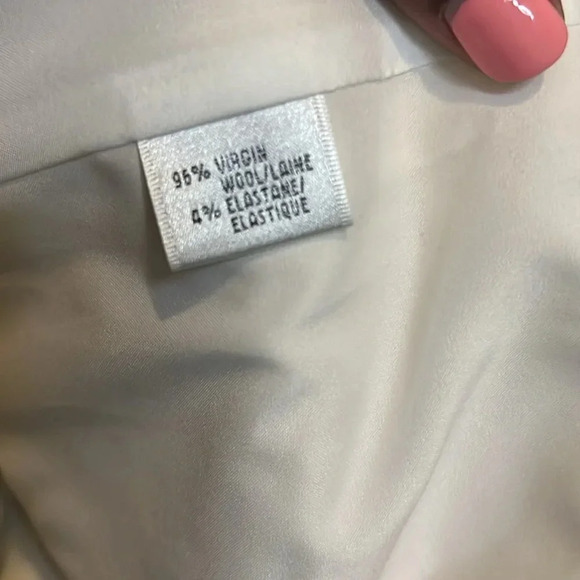 96% VIRGIN
WOOL/LAINE
4% ELASTANE/
ELASTIQUE